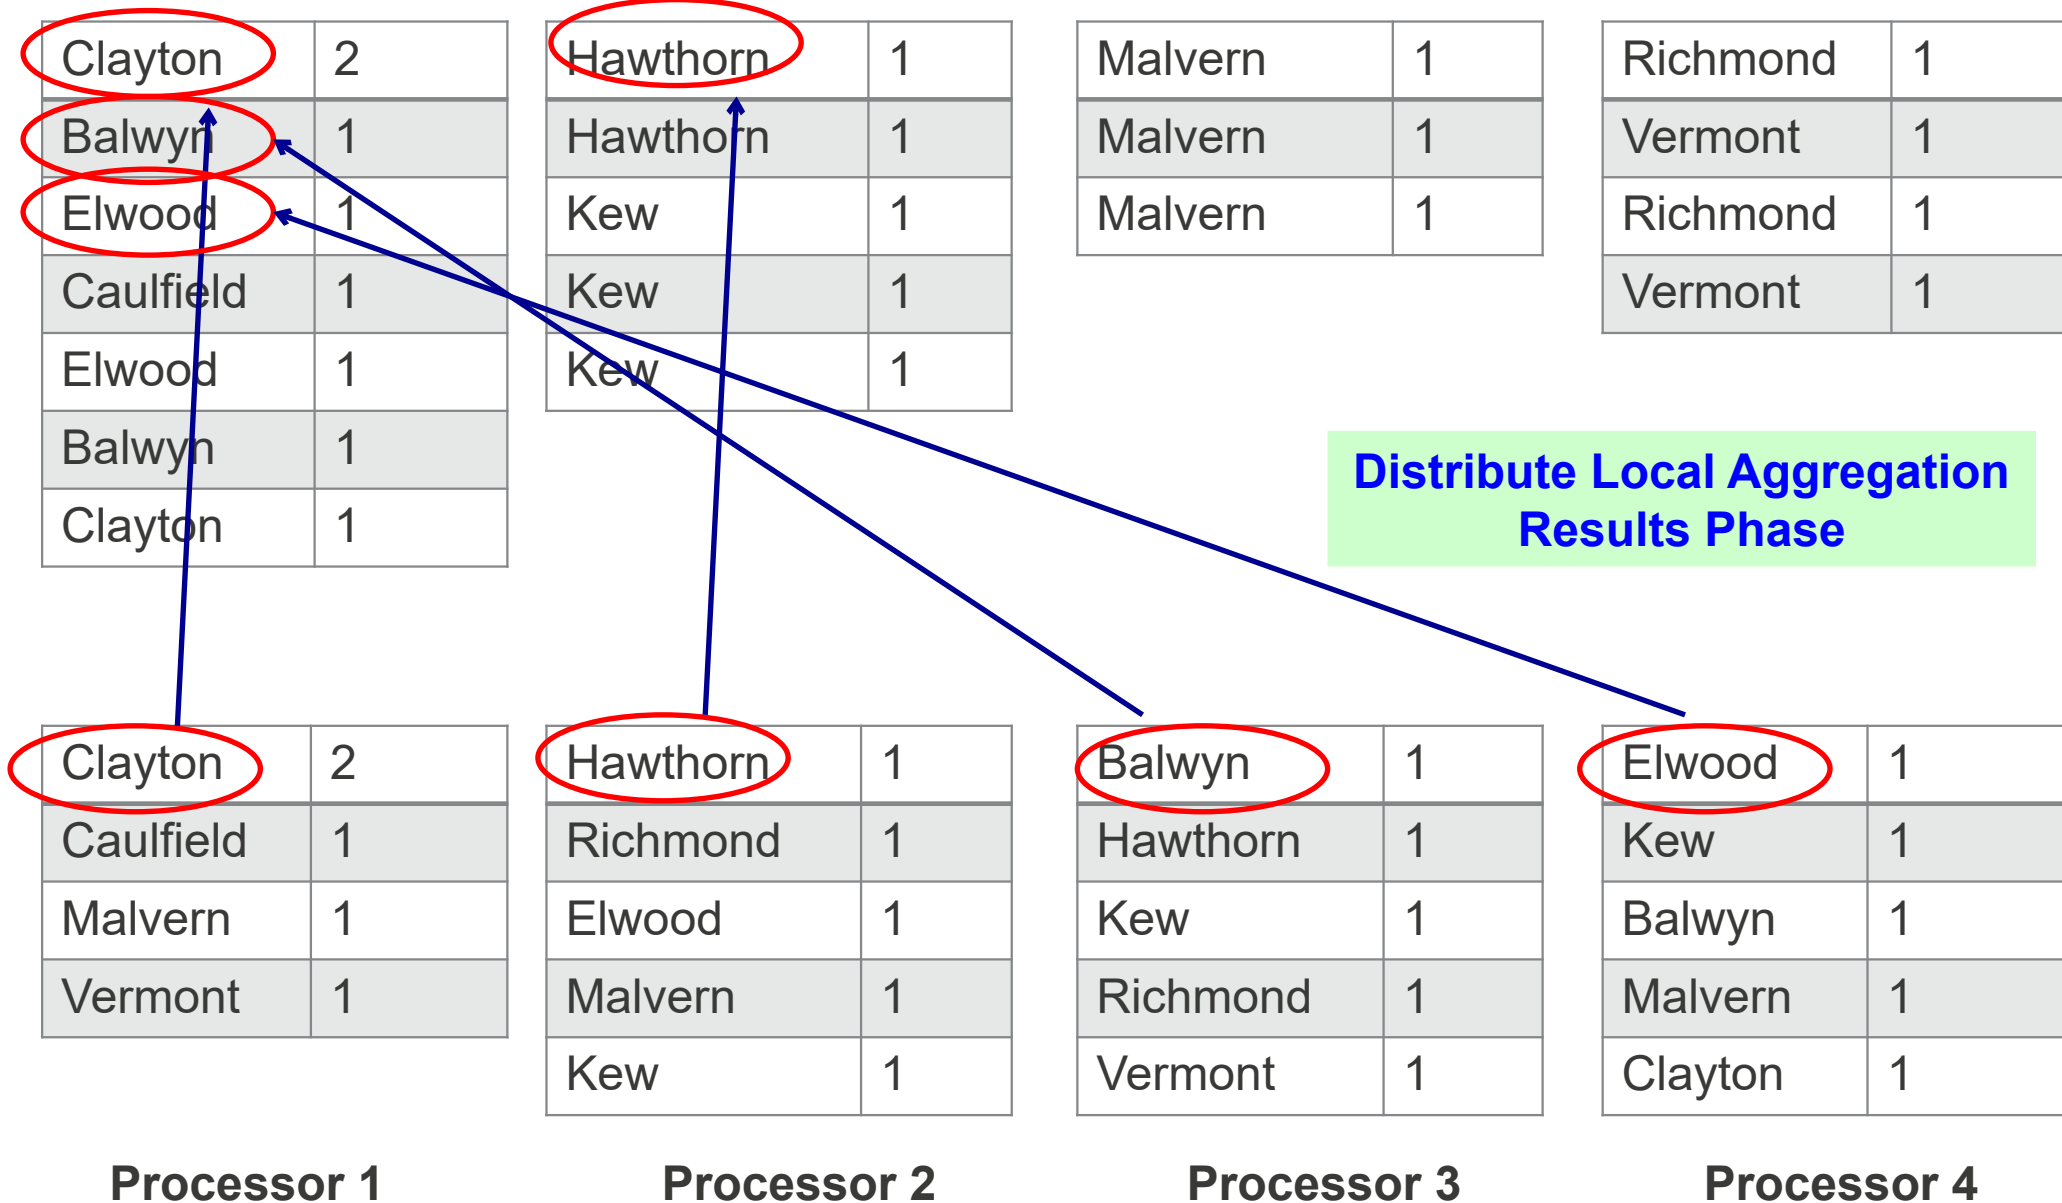 Clayton 2
Balwyn 1
Elwood 1
Caulfield 1
Elwood 1
Balwyn 1
Clayton 1
Hawthorn 1
Hawthorn 1
Kew 1
Kew 1
Kew 1
Malvern 1
Malvern 1
Malvern 1
Richmond 1
Vermont 1
Richmond 1
Vermont 1
Distribute Local Aggregation
Results Phase
Clayton 2
Caulfield 1
Malvern 1
Vermont 1
Processor 1
Hawthorn 1
Richmond 1
Elwood 1
Malvern 1
Kew 1
Processor 2
Balwyn 1
Hawthorn 1
Kew 1
Richmond 1
Vermont 1
Processor 3
Elwood 1
Kew 1
Balwyn 1
Malvern 1
Clayton 1
Processor 4